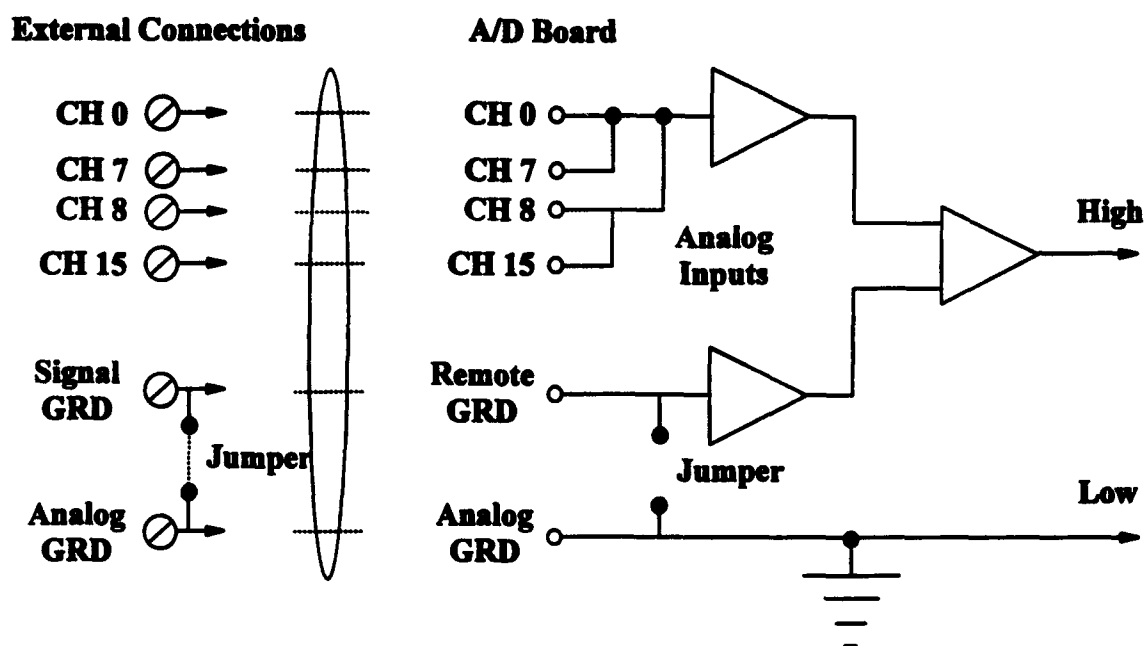 External Connections
A/D Board
CH 0
CH 7
CH 8
CH 15
Signal
GRD
Jumper
Analog
GRD
CH 0
CH 7
CH 8
CH 15
Analog
Inputs
High
Remote
GRD
Jumper
Analog
GRD
Low